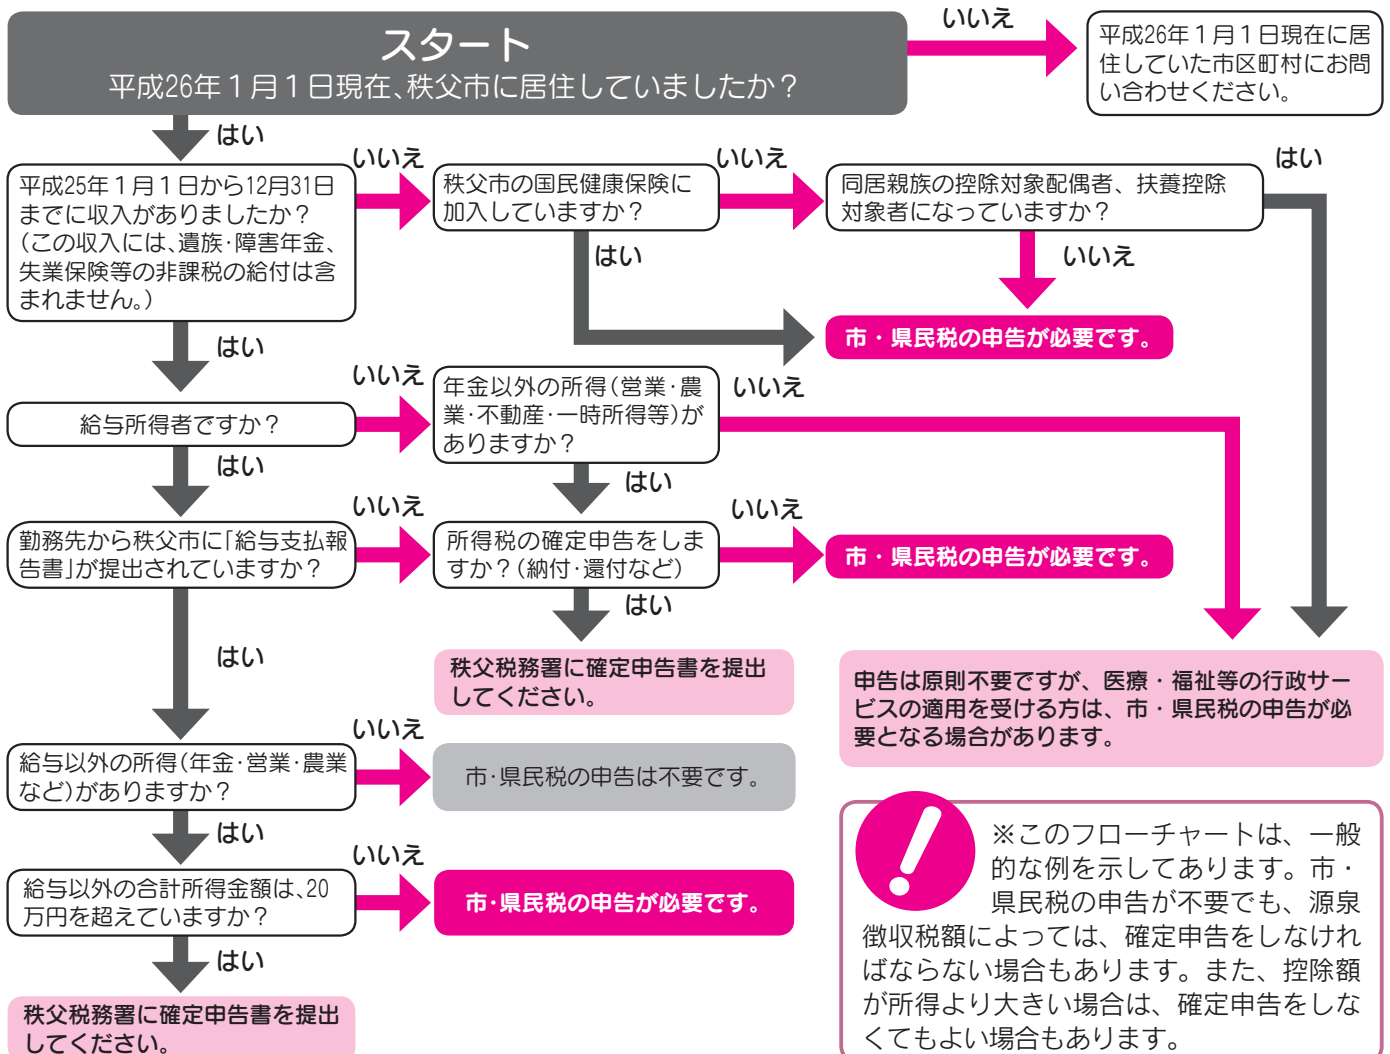 スタート
平成26年１月１日現在、秩父市に居住していましたか？
いいえ
平成26年１月１日現在に居
住していた市区町村にお問
い合わせください。
はい
平成25年１月１日から12月31日
までに収入がありましたか？
（この収入には、遺族・障害年金、
失業保険等の非課税の給付は含
まれません。）
いいえ
秩父市の国民健康保険に
加入していますか？
いいえ
同居親族の控除対象配偶者、扶養控除
対象者になっていますか？
はい
はい
いいえ
市・県民税の申告が必要です。
はい
給与所得者ですか？
いいえ
年金以外の所得（営業・農
業・不動産・一時所得等）が
ありますか？
いいえ
はい
はい
勤務先から秩父市に「給与支払報
告書」が提出されていますか？
いいえ
所得税の確定申告をしま
すか？（納付・還付など）
いいえ
市・県民税の申告が必要です。
はい
はい
秩父税務署に確定申告書を提出
してください。
申告は原則不要ですが、医療・福祉等の行政サー
ビスの適用を受ける方は、市・県民税の申告が必
要となる場合があります。
給与以外の所得（年金・営業・農業
など）がありますか？
いいえ
市・県民税の申告は不要です。
はい
給与以外の合計所得金額は、20
万円を超えていますか？
いいえ
市・県民税の申告が必要です。
はい
秩父税務署に確定申告書を提出
してください。
※このフローチャートは、一般
的な例を示してあります。市・
県民税の申告が不要でも、源泉
徴収税額によっては、確定申告をしなけれ
ばならない場合もあります。また、控除額
が所得より大きい場合は、確定申告をしな
くてもよい場合もあります。